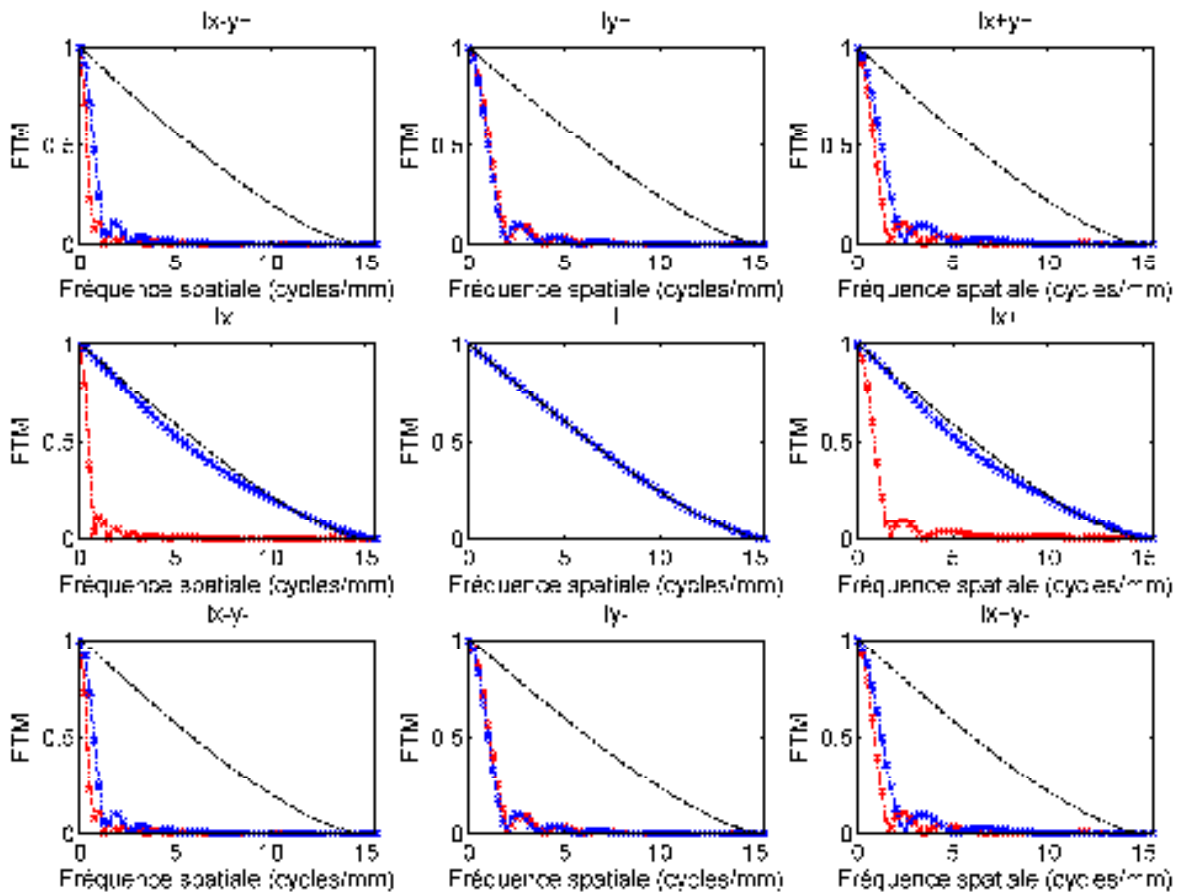 Ix-y+ Iy+ Ix+y+
1 1 1
FTM FTM FTM
0.5 0.5 0.5
0 0 0
0 5 10 15 0 5 10 15 0 5 10 15
Fréquence spatiale (cycles/mm) Fréquence spatiale (cycles/mm) Fréquence spatiale (cycles/mm)
Ix- I Ix+
1 1 1
FTM FTM FTM
0.5 0.5 0.5
0 0 0
0 5 10 15 0 5 10 15 0 5 10 15
Fréquence spatiale (cycles/mm) Fréquence spatiale (cycles/mm) Fréquence spatiale (cycles/mm)
Ix-y- Iy- Ix+y-
1 1 1
FTM FTM FTM
0.5 0.5 0.5
0 0 0
0 5 10 15 0 5 10 15 0 5 10 15
Fréquence spatiale (cycles/mm) Fréquence spatiale (cycles/mm) Fréquence spatiale (cycles/mm)